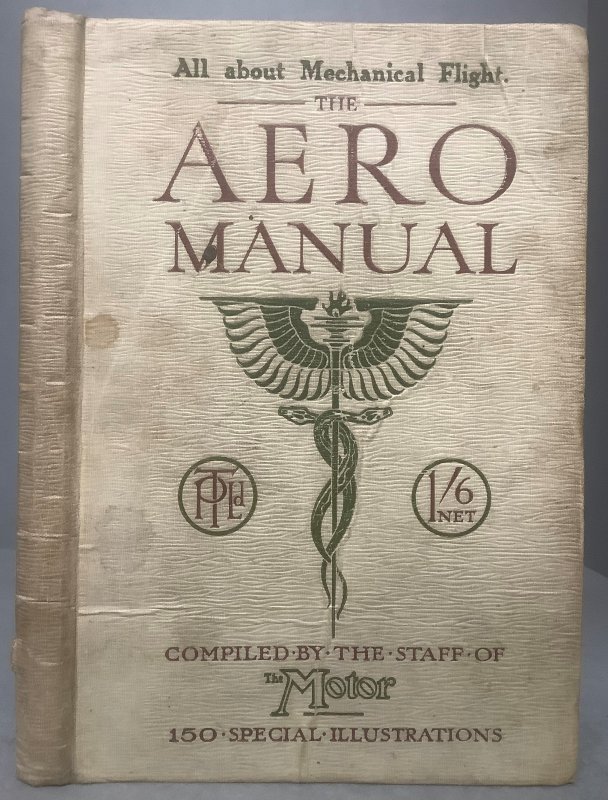 All about Mechanical Flight.
THE
AERO
MANUAL
TPLd
1/6
NET
COMPILED·BY·THE·STAFF·OF
The Motor
150·SPECIAL·ILLUSTRATIONS